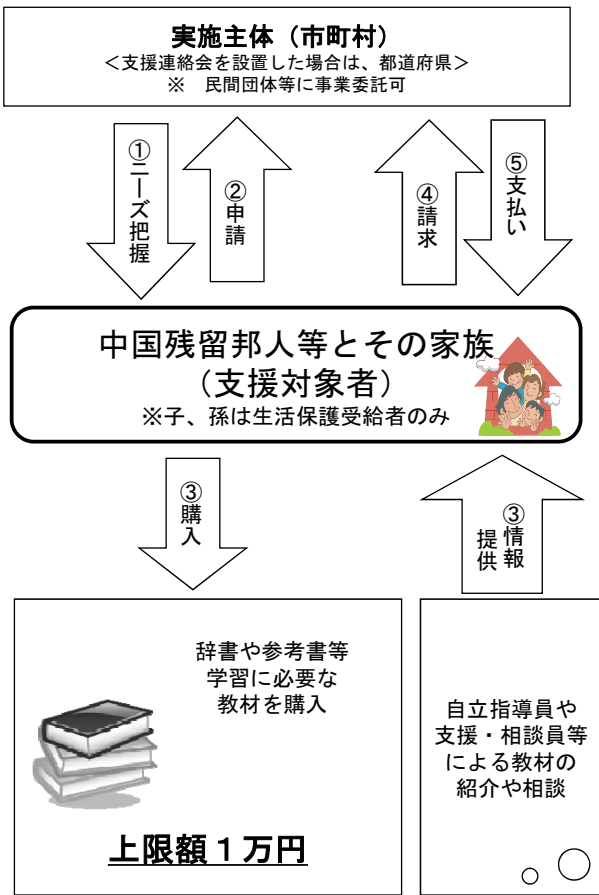 実施主体（市町村）
＜支援連絡会を設置した場合は、都道府県＞
※　民間団体等に事業委託可
①ニーズ把握
②申請
④請求
⑤支払い
中国残留邦人等とその家族
（支援対象者）
※子、孫は生活保護受給者のみ
③購入
③情報
提供
辞書や参考書等
学習に必要な
教材を購入
上限額１万円
自立指導員や
支援・相談員等
による教材の
紹介や相談